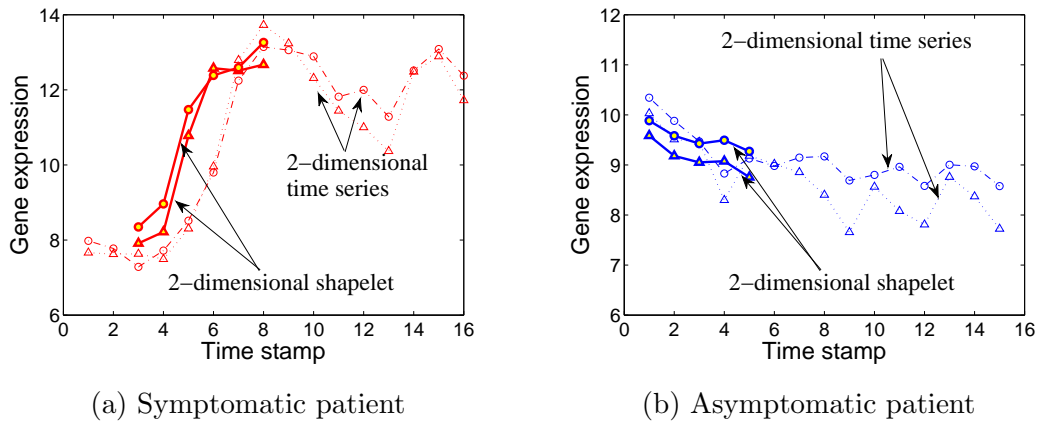 14
12
10
8
6
0
2
4
6
8
10
12
14
16
Gene expression
Time stamp
2−dimensional
time series
2−dimensional shapelet
(a) Symptomatic patient
12
11
10
9
8
7
6
0
2
4
6
8
10
12
14
16
Gene expression
Time stamp
2−dimensional time series
2−dimensional shapelet
(b) Asymptomatic patient